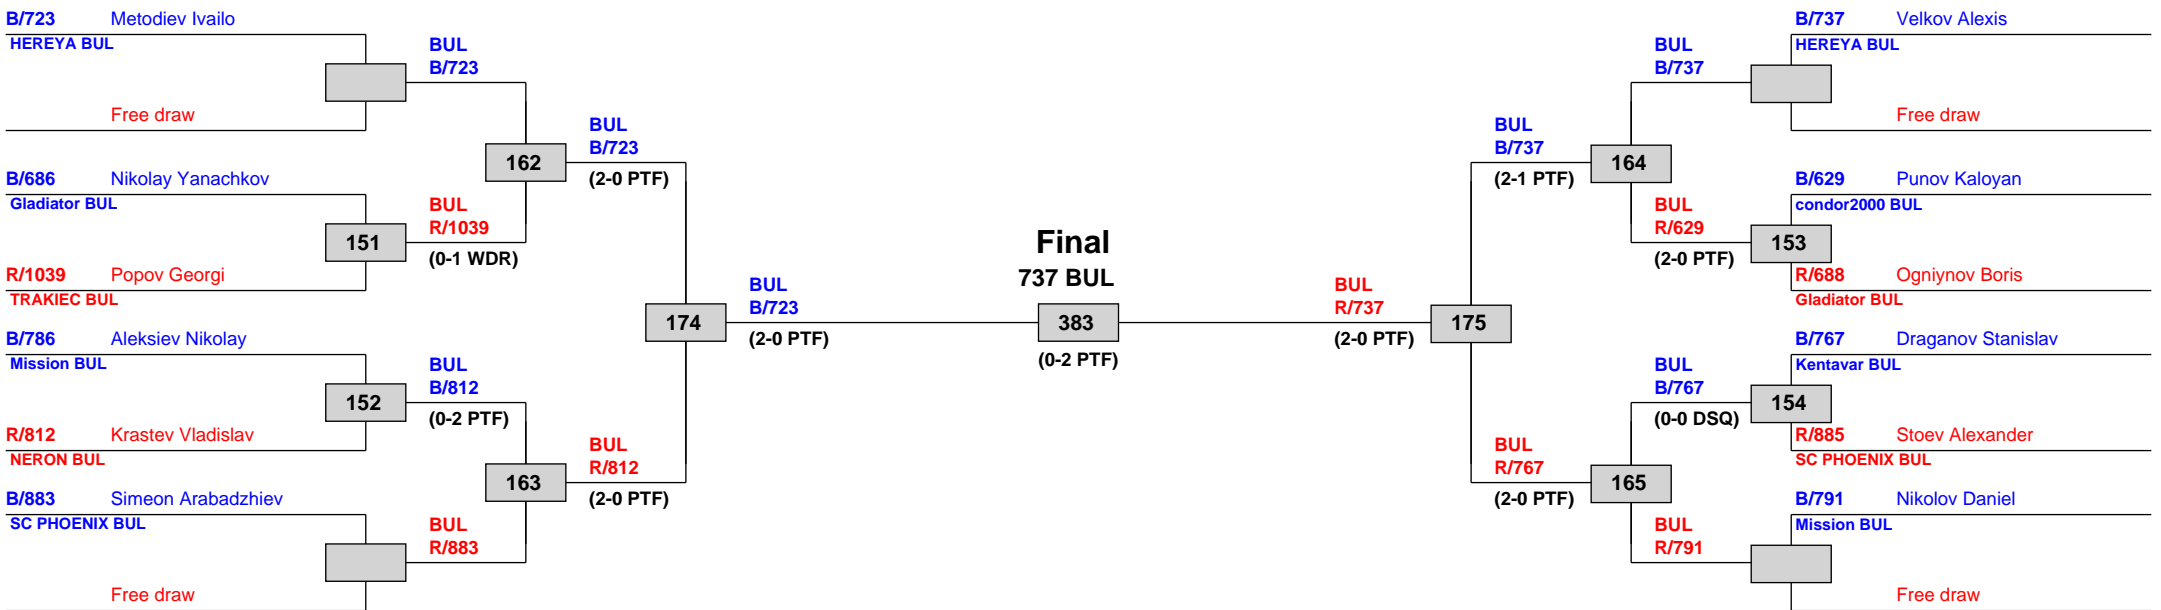 B/723 Metodiev Ivailo
HEREYA BUL
Free draw
B/686 Nikolay Yanachkov
Gladiator BUL
R/1039 Popov Georgi
TRAKIEC BUL
B/786 Aleksiev Nikolay
Mission BUL
R/812 Krastev Vladislav
NERON BUL
B/883 Simeon Arabadzhiev
SC PHOENIX BUL
Free draw
151
152
BUL
B/723
BUL
R/1039
(0-1 WDR)
BUL
B/812
(0-2 PTF)
BUL
R/883
162
163
BUL
B/723
(2-0 PTF)
BUL
R/812
(2-0 PTF)
174
BUL
B/723
(2-0 PTF)
Final
737 BUL
383
(0-2 PTF)
BUL
R/737
(2-0 PTF)
175
BUL
B/737
(2-1 PTF)
BUL
R/767
(2-0 PTF)
164
165
BUL
B/737
BUL
R/629
(2-0 PTF)
BUL
B/767
(0-0 DSQ)
BUL
R/791
153
154
B/737 Velkov Alexis
HEREYA BUL
Free draw
B/629 Punov Kaloyan
condor2000 BUL
R/688 Ogniynov Boris
Gladiator BUL
B/767 Draganov Stanislav
Kentavar BUL
R/885 Stoev Alexander
SC PHOENIX BUL
B/791 Nikolov Daniel
Mission BUL
Free draw